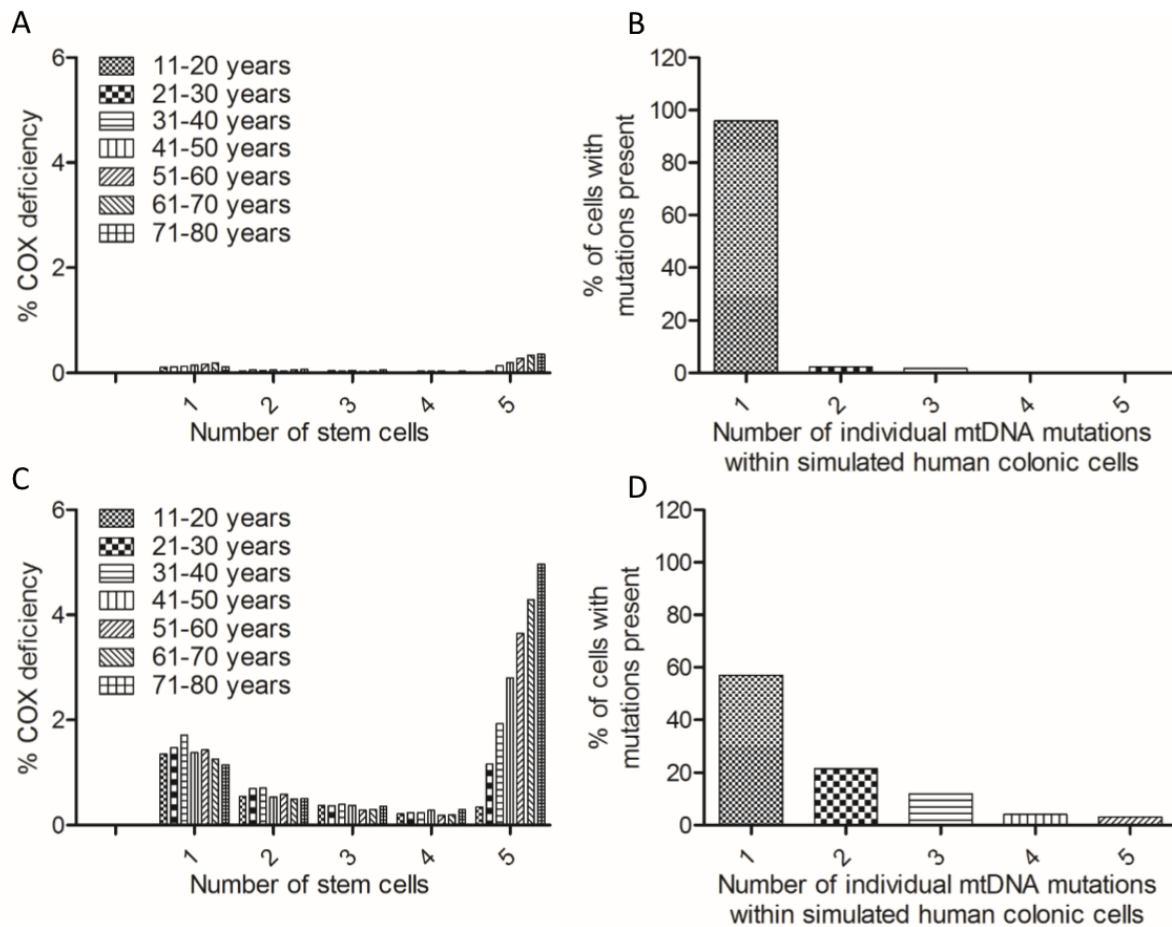 A
% COX deficiency
6
4
2
0
11-20 years
21-30 years
31-40 years
41-50 years
51-60 years
61-70 years
71-80 years
1
2
3
4
5
Number of stem cells
B
% of cells with
mutations present
120
100
80
60
40
20
0
1
2
3
4
5
Number of individual mtDNA mutations
within simulated human colonic cells
C
% COX deficiency
6
4
2
0
11-20 years
21-30 years
31-40 years
41-50 years
51-60 years
61-70 years
71-80 years
1
2
3
4
5
Number of stem cells
D
% of cells with
mutations present
120
100
80
60
40
20
0
1
2
3
4
5
Number of individual mtDNA mutations
within simulated human colonic cells